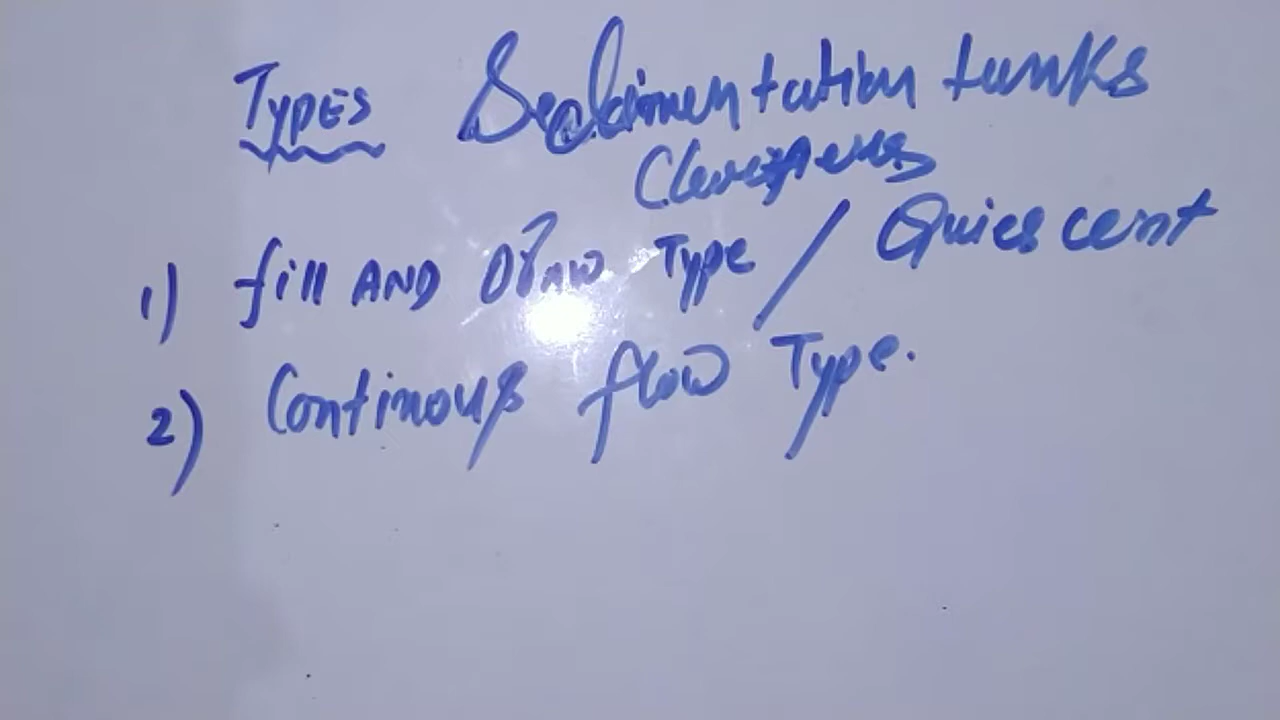 TYPES Sedimentation tanks
Clarifiers
1) fill AND Draw Type / Quiescent
2) Continous flow Type.